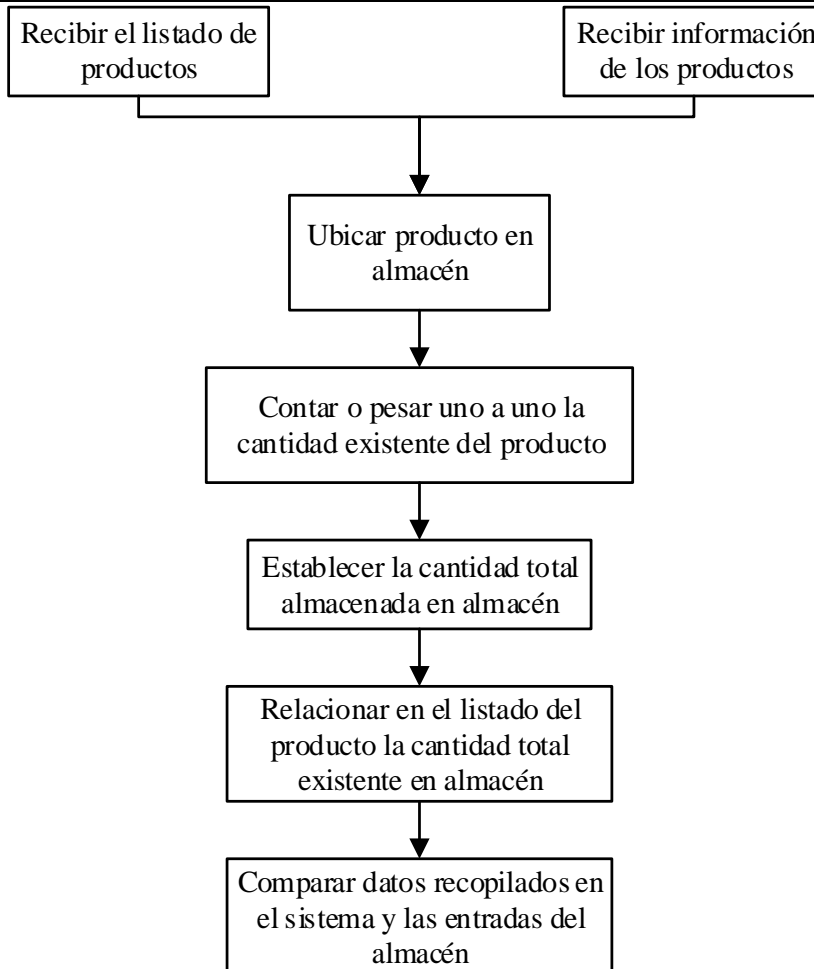 Recibir el listado de
productos
Recibir información
de los productos
Ubicar producto en
almacén
Contar o pesar uno a uno la
cantidad existente del producto
Establecer la cantidad total
almacenada en almacén
Relacionar en el listado del
producto la cantidad total
existente en almacén
Comparar datos recopilados en
el sistema y las entradas del
almacén